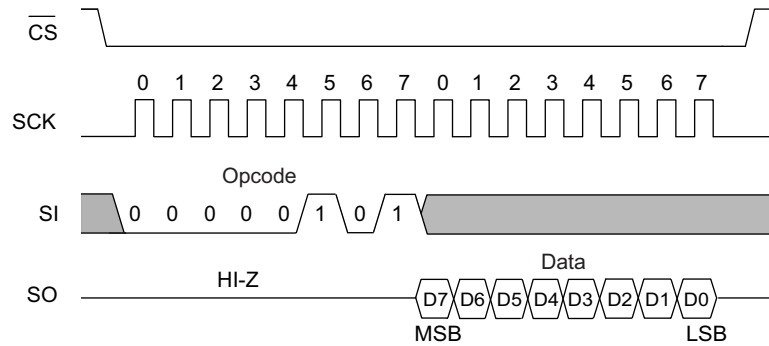 CS
0 1 2 3 4 5 6 7 0 1 2 3 4 5 6 7
SCK
Opcode
SI 0 0 0 0 0 1 0 1
Data
HI-Z
SO D7 D6 D5 D4 D3 D2 D1 D0
MSB LSB